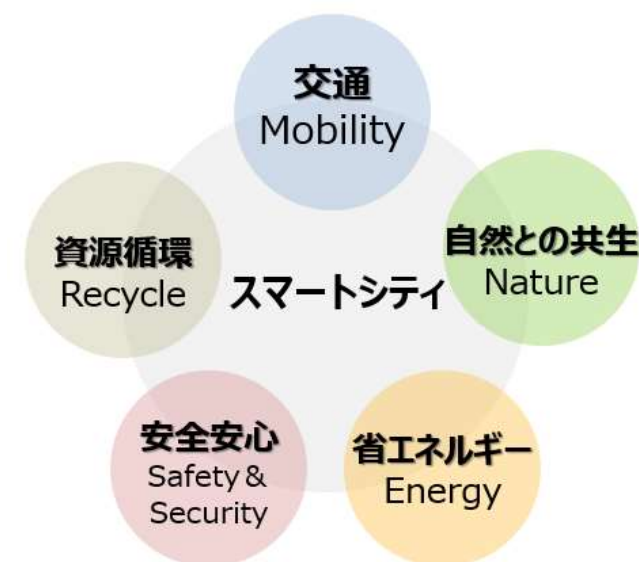 交通
Mobility
自然との共生
Nature
資源循環
Recycle
スマートシティ
安全安心
Safety &
Security
省エネルギー
Energy